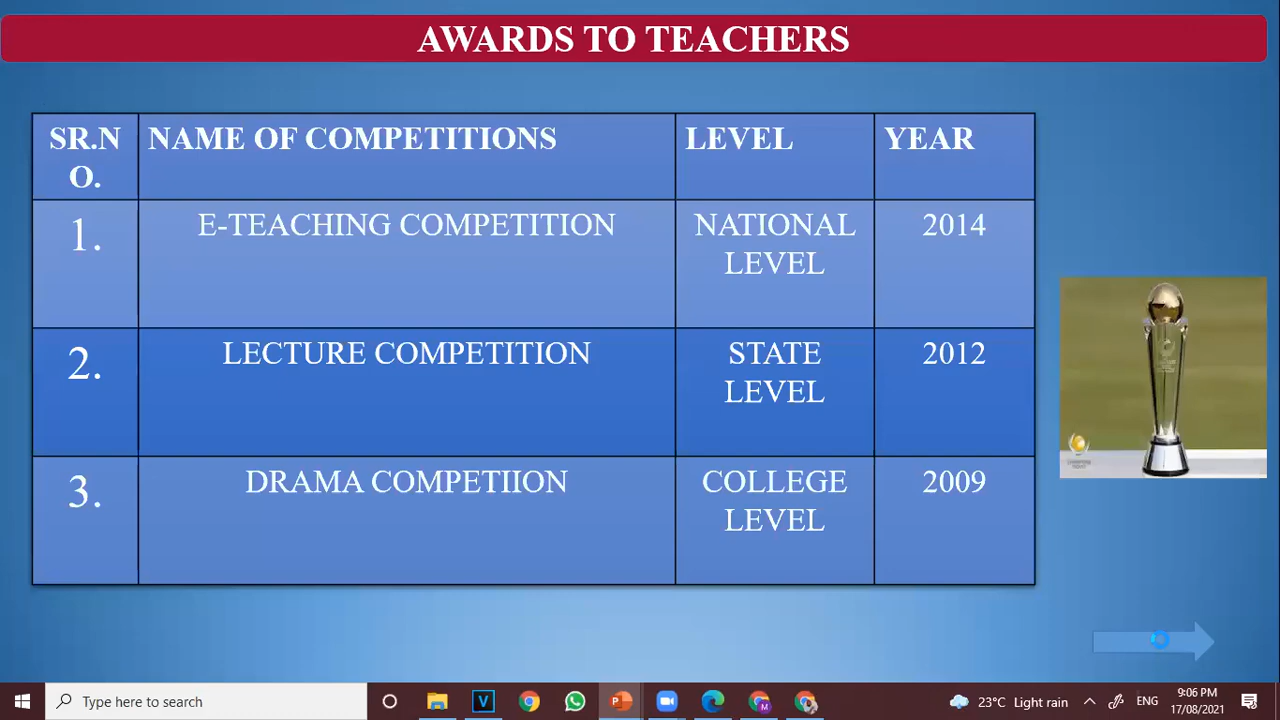 AWARDS TO TEACHERS
SR.N
O.
NAME OF COMPETITIONS
LEVEL
YEAR
1.
E-TEACHING COMPETITION
NATIONAL
LEVEL
2014
2.
LECTURE COMPETITION
STATE
LEVEL
2012
3.
DRAMA COMPETIION
COLLEGE
LEVEL
2009
Type here to search
23°C Light rain
ENG
9:06 PM
17/08/2021